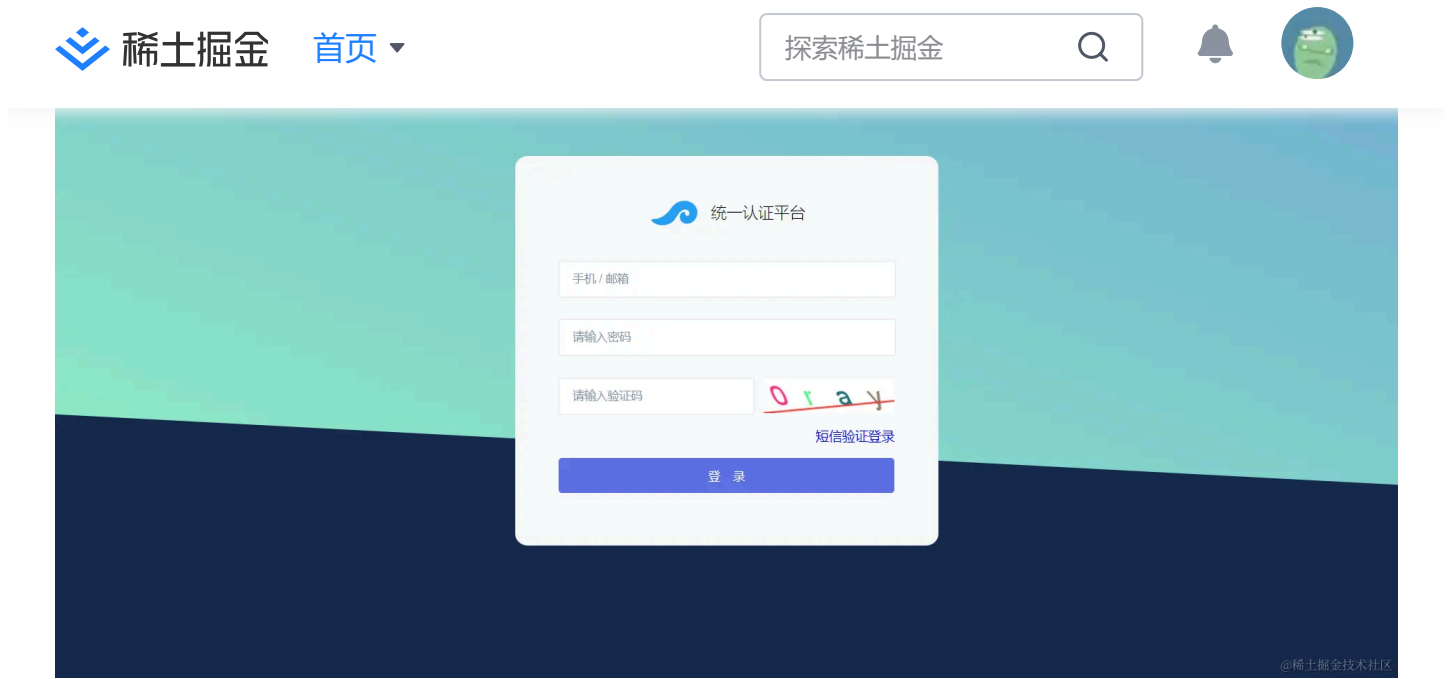 稀土掘金 首页 探索稀土掘金
统一认证平台
手机 / 邮箱
请输入密码
请输入验证码 Oray
短信验证登录
登 录
@稀土掘金技术社区